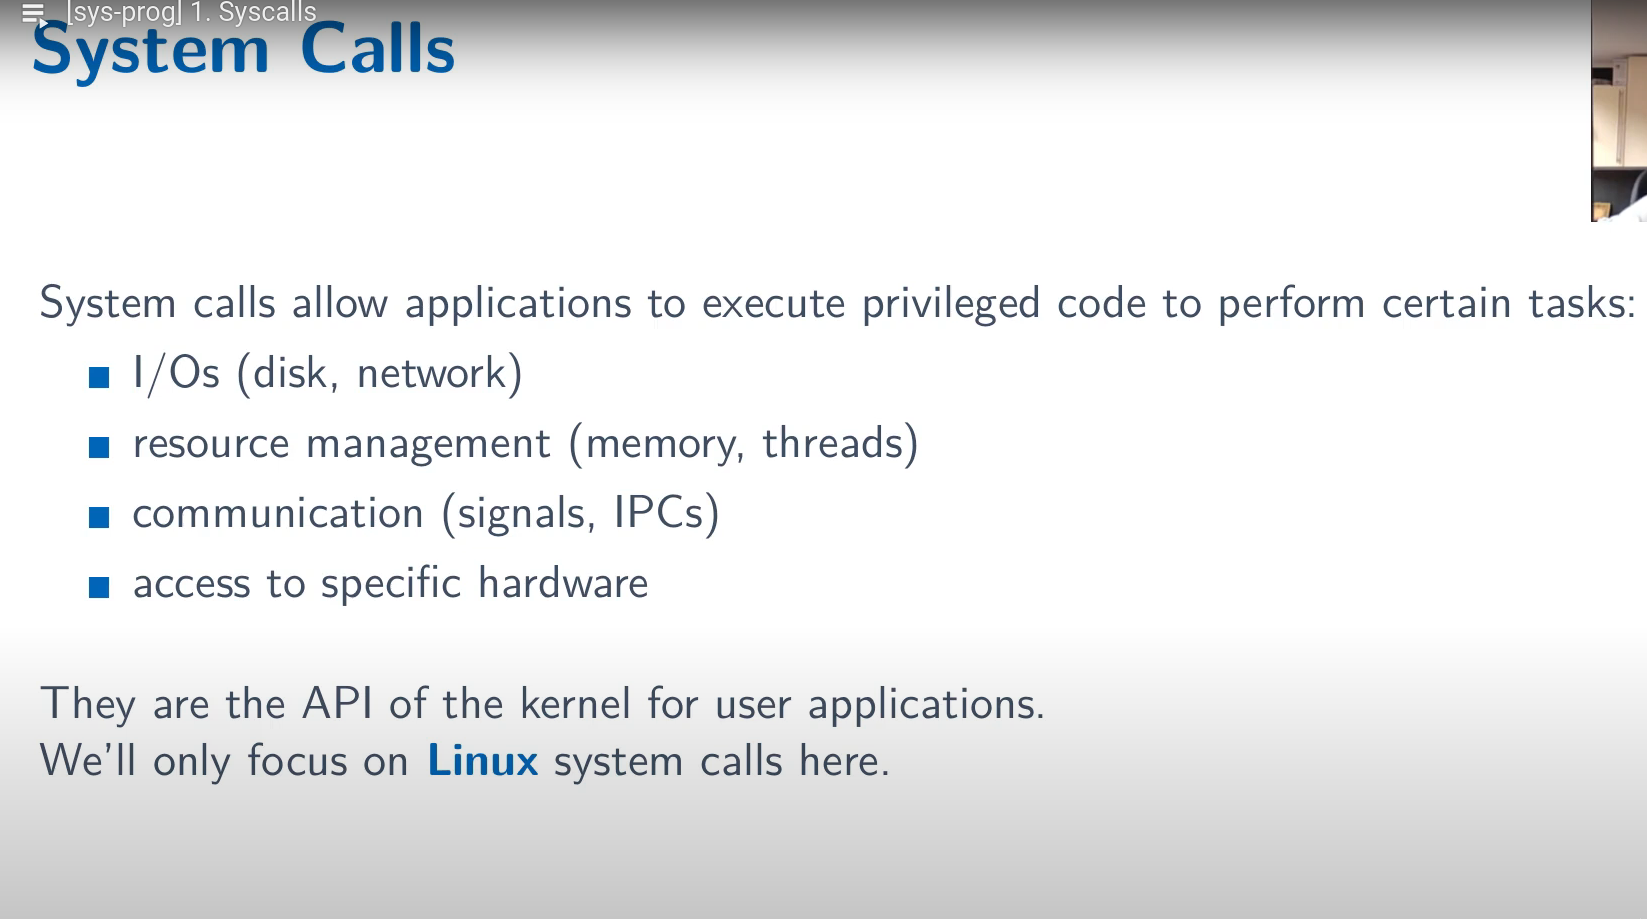 [sys-prog] 1. Syscalls
System Calls
System calls allow applications to execute privileged code to perform certain tasks:
I/Os (disk, network)
resource management (memory, threads)
communication (signals, IPCs)
access to specific hardware
They are the API of the kernel for user applications.
We'll only focus on Linux system calls here.